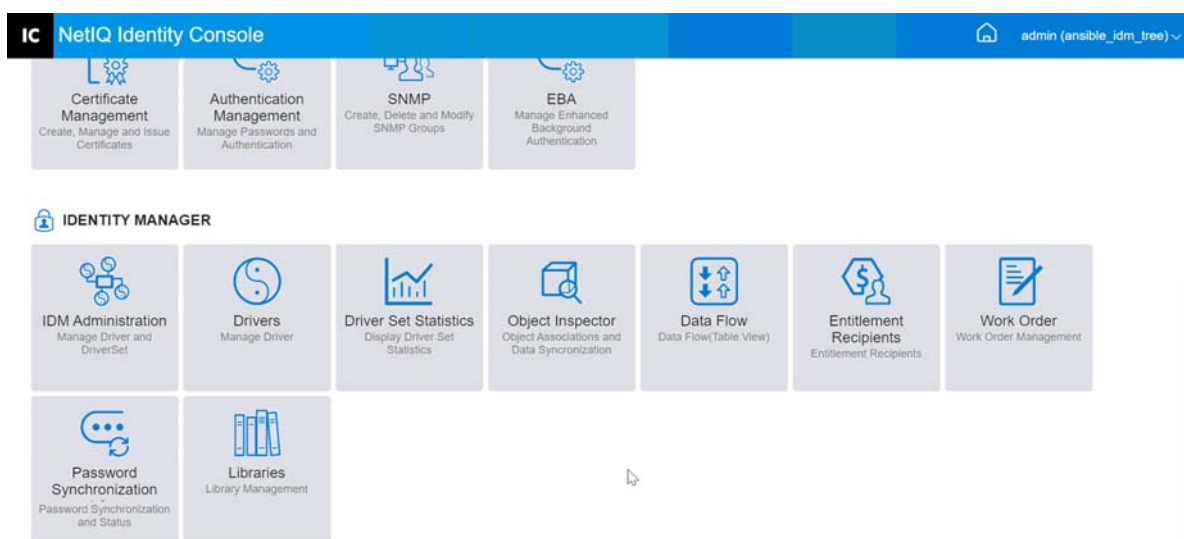 IC NetIQ Identity Console
admin (ansible_idm_tree)
Certificate
Management
Create, Manage and Issue
Certificates
Authentication
Management
Manage Passwords and
Authentication
SNMP
Create, Delete and Modify
SNMP Groups
EBA
Manage Enhanced
Background
Authentication
IDENTITY MANAGER
IDM Administration
Manage Driver and
DriverSet
Drivers
Manage Driver
Driver Set Statistics
Display Driver Set
Statistics
Object Inspector
Object Associations and
Data Syncronization
Data Flow
Data Flow(Table View)
Entitlement
Recipients
Entitlement Recipients
Work Order
Work Order Management
Password
Synchronization
Password Synchronization
and Status
Libraries
Library Management